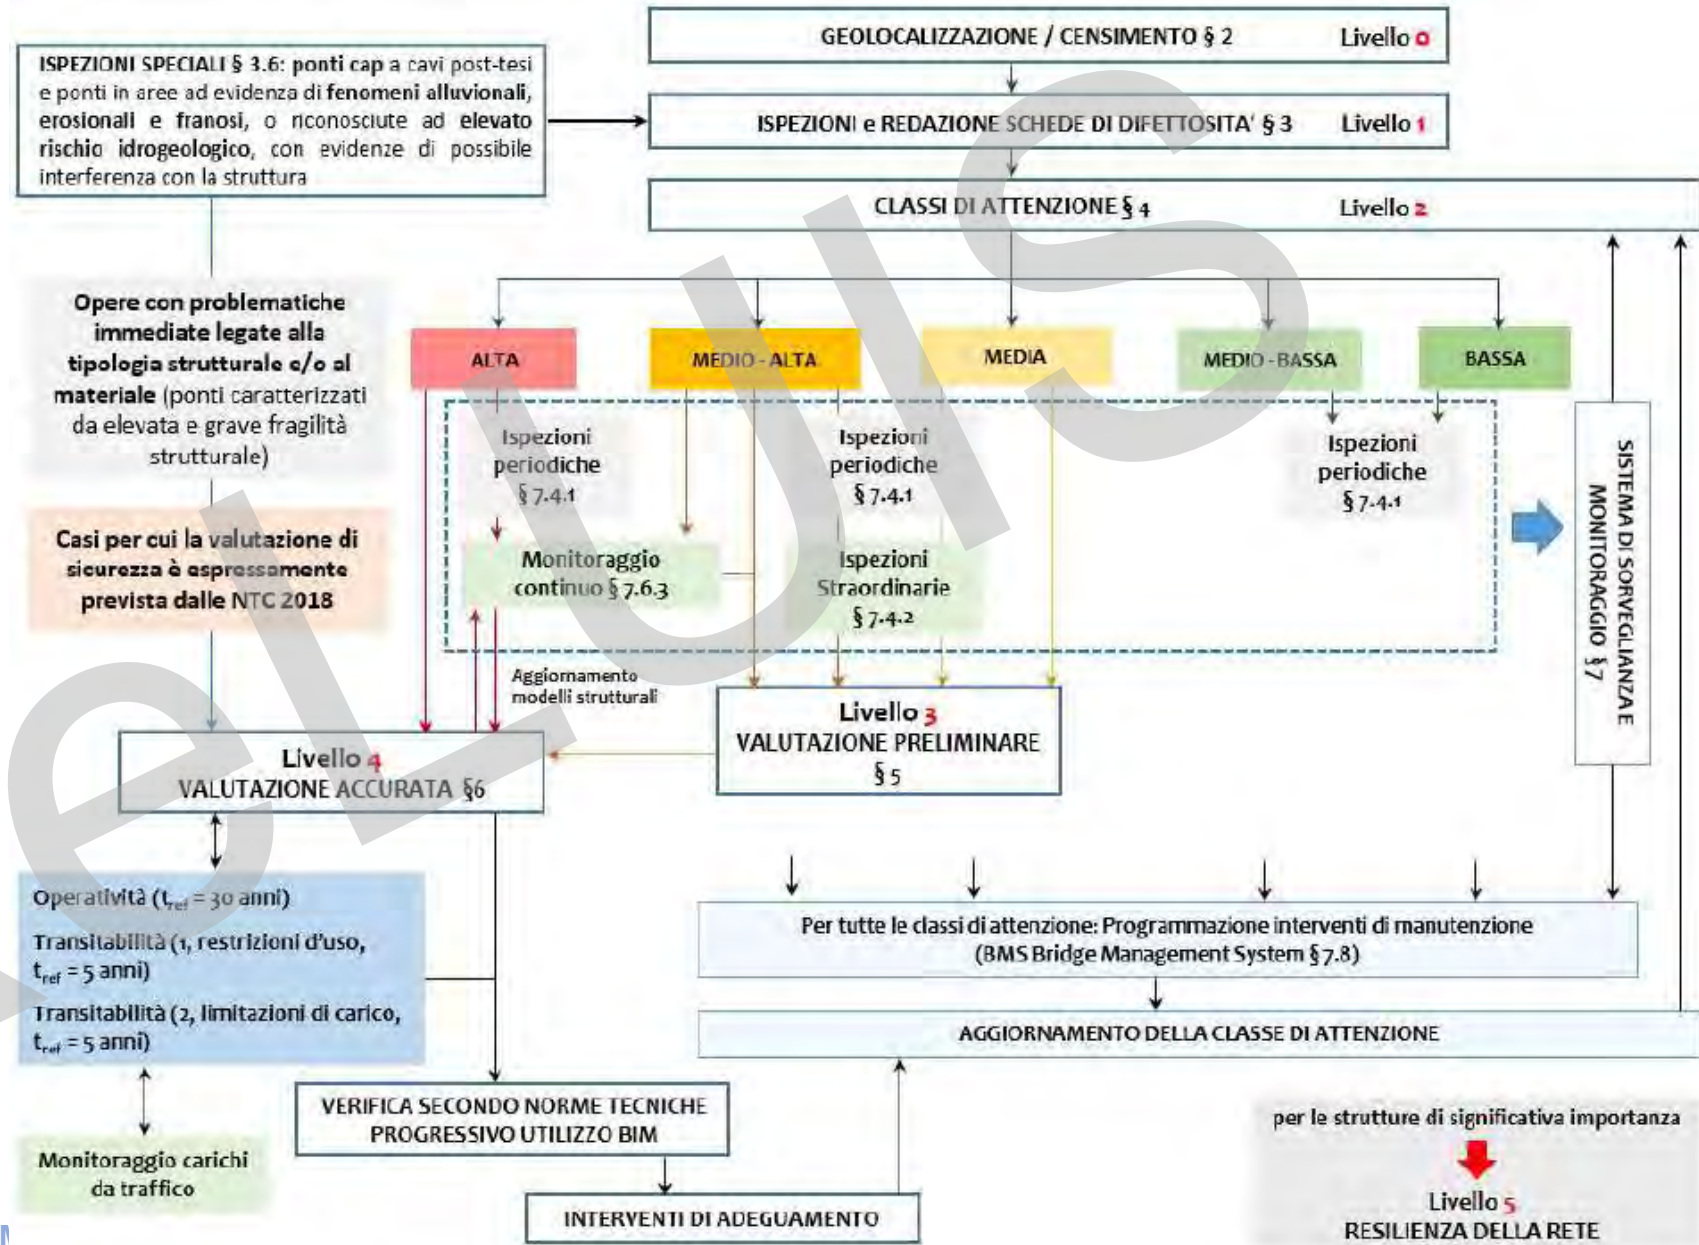 GEOLOCALIZZAZIONE / CENSIMENTO § 2 Livello 0
ISPEZIONI SPECIALI § 3.6: ponti cap a cavi post-tesi
e ponti in aree ad evidenza di fenomeni alluvionali,
erosionali e franosi, o riconosciute ad elevato
rischio idrogeologico, con evidenze di possibile
interferenza con la struttura
ISPEZIONI e REDAZIONE SCHEDE DI DIFETTOSITA' § 3 Livello 1
CLASSI DI ATTENZIONE § 4 Livello 2
Opere con problematiche
immediate legate alla
tipologia strutturale e/o al
materiale (ponti caratterizzati
da elevata e grave fragilità
strutturale)
Casi per cui la valutazione di
sicurezza è espressamente
prevista dalle NTC 2018
ALTA
MEDIO - ALTA
MEDIA
MEDIO - BASSA
BASSA
Ispezioni
periodiche
§ 7.4.1
Ispezioni
periodiche
§ 7.4.1
Ispezioni
periodiche
§ 7.4.1
Monitoraggio
continuo § 7.6.3
Ispezioni
Straordinarie
§ 7.4.2
SISTEMA DI SORVEGLIANZA E
MONITORAGGIO §7
Aggiornamento
modelli strutturali
Livello 3
VALUTAZIONE PRELIMINARE
§ 5
Livello 4
VALUTAZIONE ACCURATA §6
Operatività (tref = 30 anni)
Transitabilità (1, restrizioni d'uso,
tref = 5 anni)
Transitabilità (2, limitazioni di carico,
tref = 5 anni)
Monitoraggio carichi
da traffico
Per tutte le classi di attenzione: Programmazione interventi di manutenzione
(BMS Bridge Management System § 7.8)
AGGIORNAMENTO DELLA CLASSE DI ATTENZIONE
VERIFICA SECONDO NORME TECNICHE
PROGRESSIVO UTILIZZO BIM
INTERVENTI DI ADEGUAMENTO
per le strutture di significativa importanza
Livello 5
RESILIENZA DELLA RETE
eLUIS